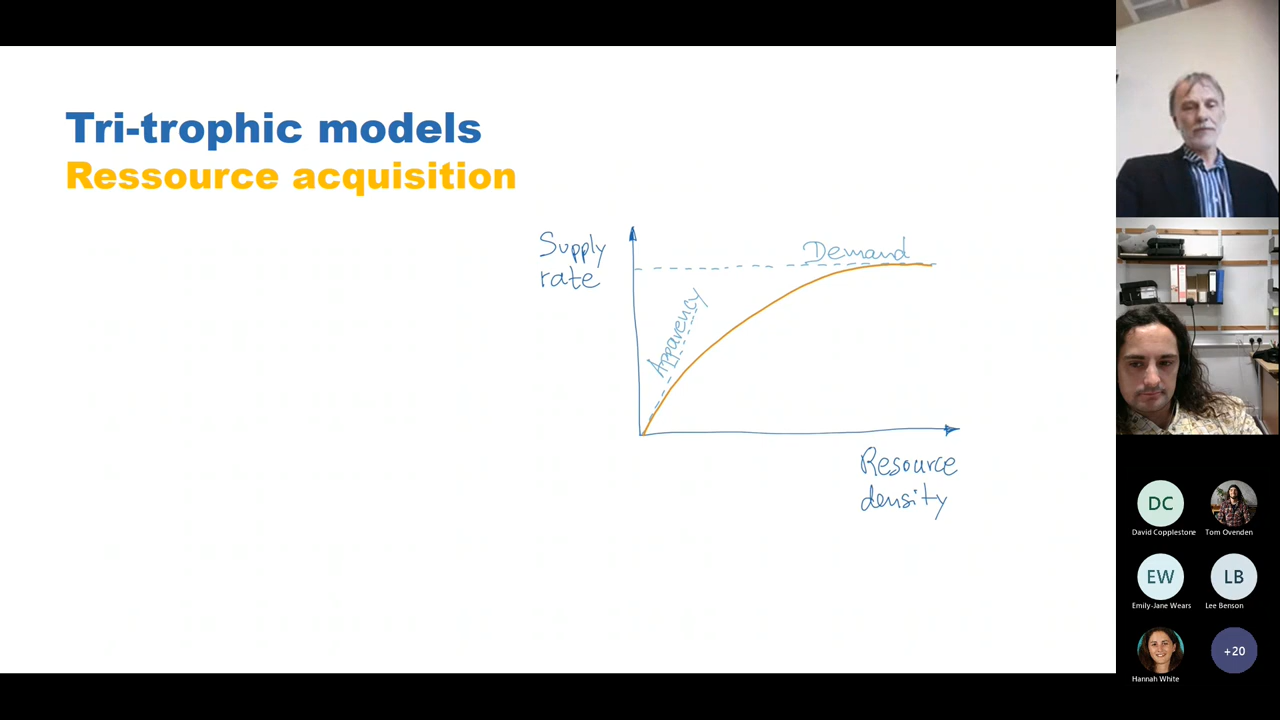 Tri-trophic models
Ressource acquisition
Supply
rate
Demand
Apparency
Resource
density
DC
David Copplestone
Tom Ovenden
EW
Emily-Jane Wears
LB
Lee Benson
Hannah White
+20